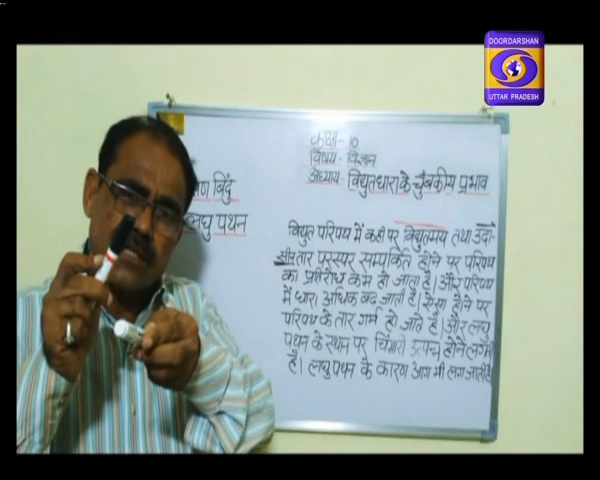 DOORDARSHAN
UTTAR PRADESH
कक्षा- 10
विषय- विज्ञान
अध्याय- विद्युतधारा के चुंबकीय प्रभाव
बिंदु
लघु पथन
विद्युत परिपथ में कही पर विद्युतमय तथा उदा-
सीन तार परस्पर सम्पर्कित होने पर परिपथ
का प्रतिरोध कम हो जाता है। और परिपथ
में धारा अधिक बढ जाती है। ऐसा होने पर
परिपथ के तार गर्म हो जाते है। और लघु
पथन के स्थान पर चिंगारी उत्पन्न होने लगती
है। लघुपथन के कारण आग भी लग जाती है